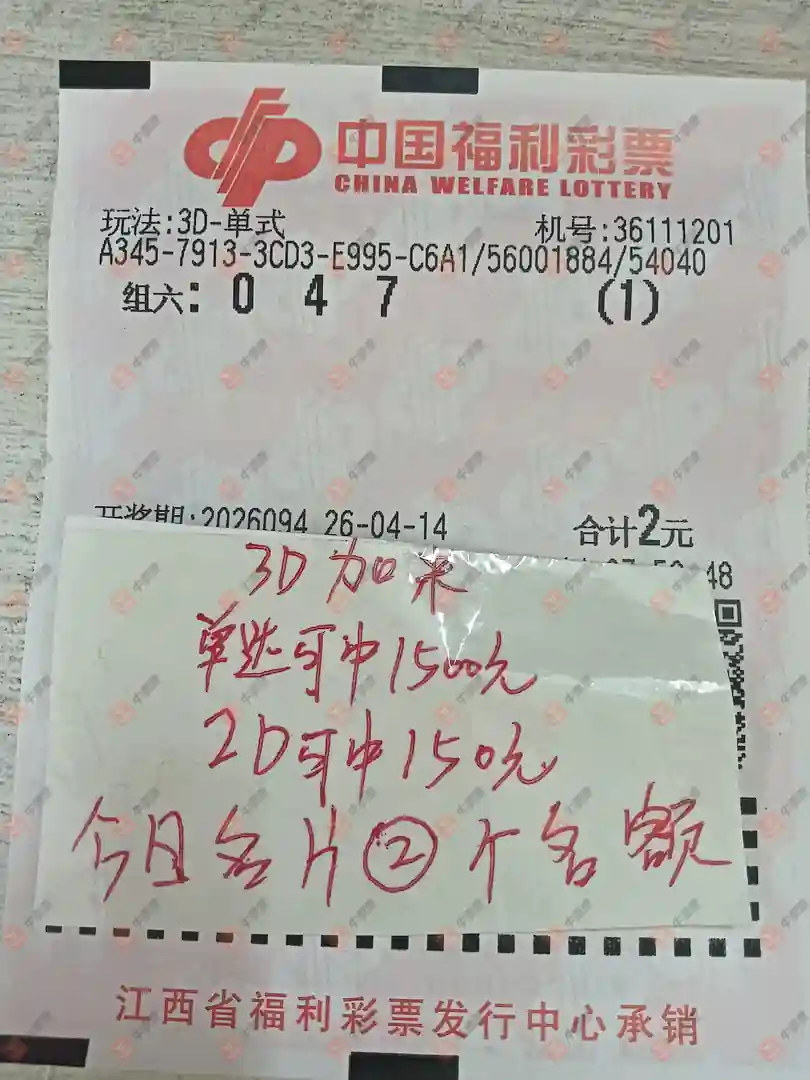 中国福利彩票
CHINA WELFARE LOTTERY
玩法:3D-单式 机号:36111201
A345-7913-3CD3-E995-C6A1/56001884/54040
组六: 0 4 7 (1)
开奖期:2026094 26-04-14 合计2元
48
3D加奖
单选可中1500元
2D可中150元
今日名片②个名额
江西省福利彩票发行中心承销